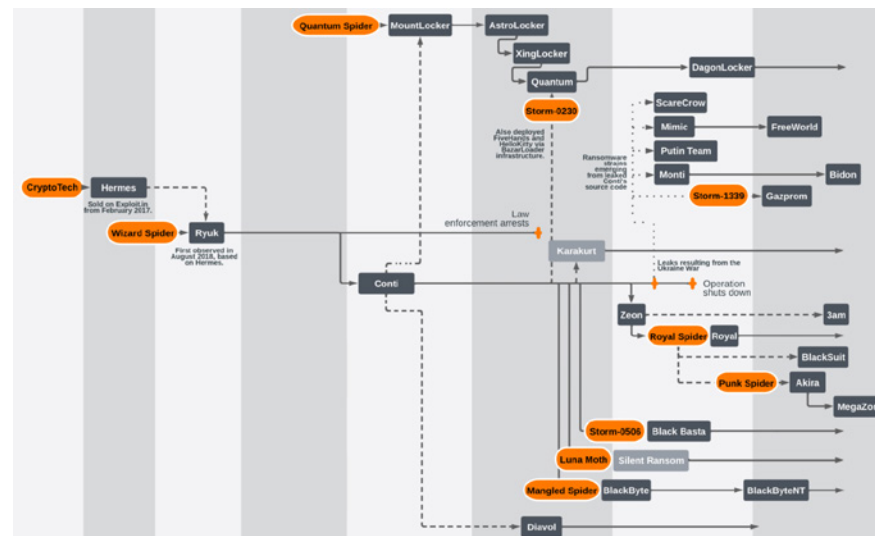 Quantum Spider
MountLocker
AstroLocker
XingLocker
Quantum
DagonLocker
Storm-0230
Also deployed
FiveHands and
HelloKitty via
BazarLoader
infrastructure.
Ransomware
strains
emerging
from leaked
Conti's
source code
ScareCrow
Mimic
FreeWorld
Putin Team
Monti
Bidon
Storm-1339
Gazprom
CryptoTech
Hermes
Sold on Exploit.in
from February 2017.
Wizard Spider
Ryuk
First observed in
August 2018, based
on Hermes.
Law
enforcement arrests
Karakurt
Leaks resulting from the
Ukraine War
Conti
Operation
shuts down
Zeon
3am
Royal Spider
Royal
BlackSuit
Punk Spider
Akira
MegaZor
Storm-0506
Black Basta
Luna Moth
Silent Ransom
Mangled Spider
BlackByte
BlackByteNT
Diavol